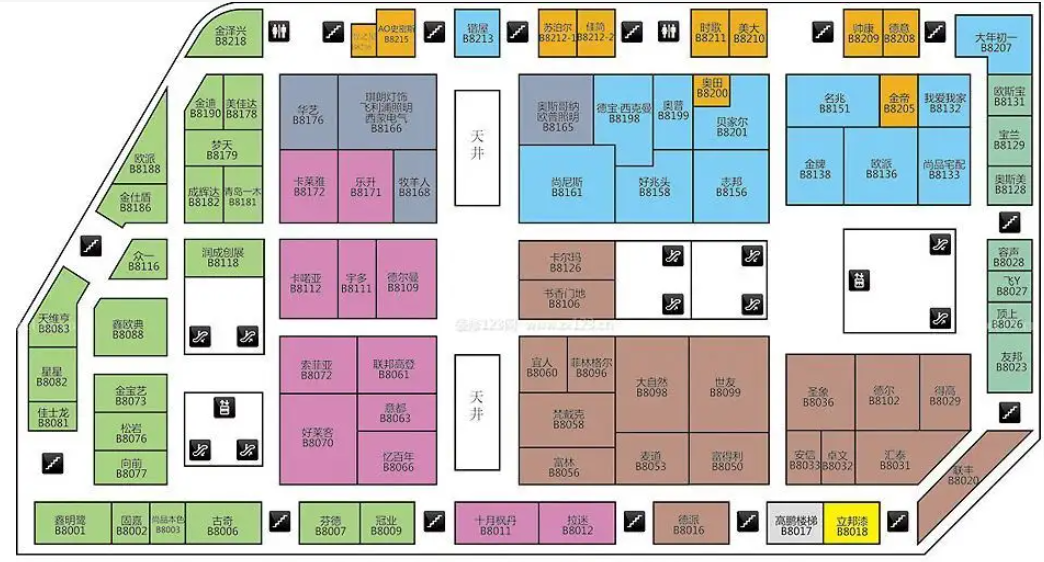 金泽兴
B8218
AO史密斯
B8215
锴屋
B8213
苏泊尔
B8212-1
佳简
B8212-2
时歌
B8211
美大
B8210
帅康
B8209
德意
B8208
大年初一
B8207
欧派
B8188
金迪
B8190
美佳达
B8178
梦天
B8179
成辉达
B8182
青岛一木
B8181
金仕盾
B8186
华艺
B8176
琪朗灯饰
飞利浦照明
西蒙电气
B8166
卡莱雅
B8172
乐升
B8171
牧羊人
B8168
天井
奥斯哥纳
欧普照明
B8165
德宝·西克曼
B8198
奥普
B8199
奥田
B8200
贝家尔
B8201
尚尼斯
B8161
好兆头
B8158
志邦
B8156
名兆
B8151
金帝
B8205
我爱我家
B8132
金牌
B8138
欧派
B8136
尚品宅配
B8133
欧斯宝
B8131
宝兰
B8129
奥斯美
B8128
众一
B8116
润成创展
B8118
卡喏亚
B8112
宇多
B8111
德尔曼
B8109
卡尔玛
B8126
书香门地
B8106
容声
B8028
飞Y
B8027
顶上
B8026
友邦
B8023
天维亨
B8083
星星
B8082
佳士龙
B8081
鑫欧典
B8088
金宝艺
B8073
松岩
B8076
向前
B8077
索菲亚
B8072
联邦高登
B8061
好莱客
B8070
意都
B8063
忆百年
B8066
天井
宜人
B8060
菲林格尔
B8096
梵戴克
B8058
富林
B8056
大自然
B8098
世友
B8099
麦道
B8053
富得利
B8050
圣象
B8036
德尔
B8102
得高
B8029
安信
B8033
卓文
B8032
汇泰
B8031
联丰
B8020
鑫明鹭
B8001
固嘉
B8002
尚品本色
B8003
古奇
B8006
芬德
B8007
冠业
B8009
十月枫丹
B8011
拉迷
B8012
德派
B8016
高鹏楼梯
B8017
立邦漆
B8018